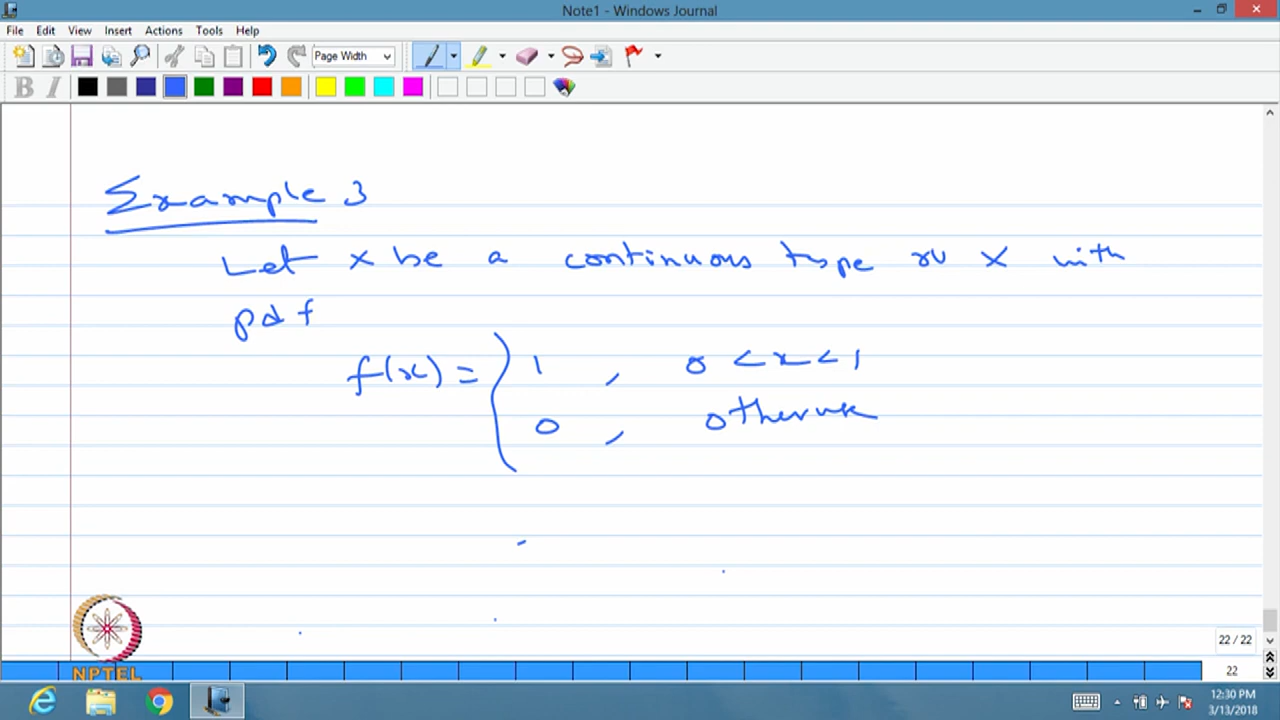 Note1 - Windows Journal
File Edit View Insert Actions Tools Help
Page Width
B I
Example 3
Let x be a continuous type rv X with
pdf
f(x) = { 1 , 0 < x < 1
0 , otherwise
22 / 22
NPTEL
22
12:30 PM
3/13/2018